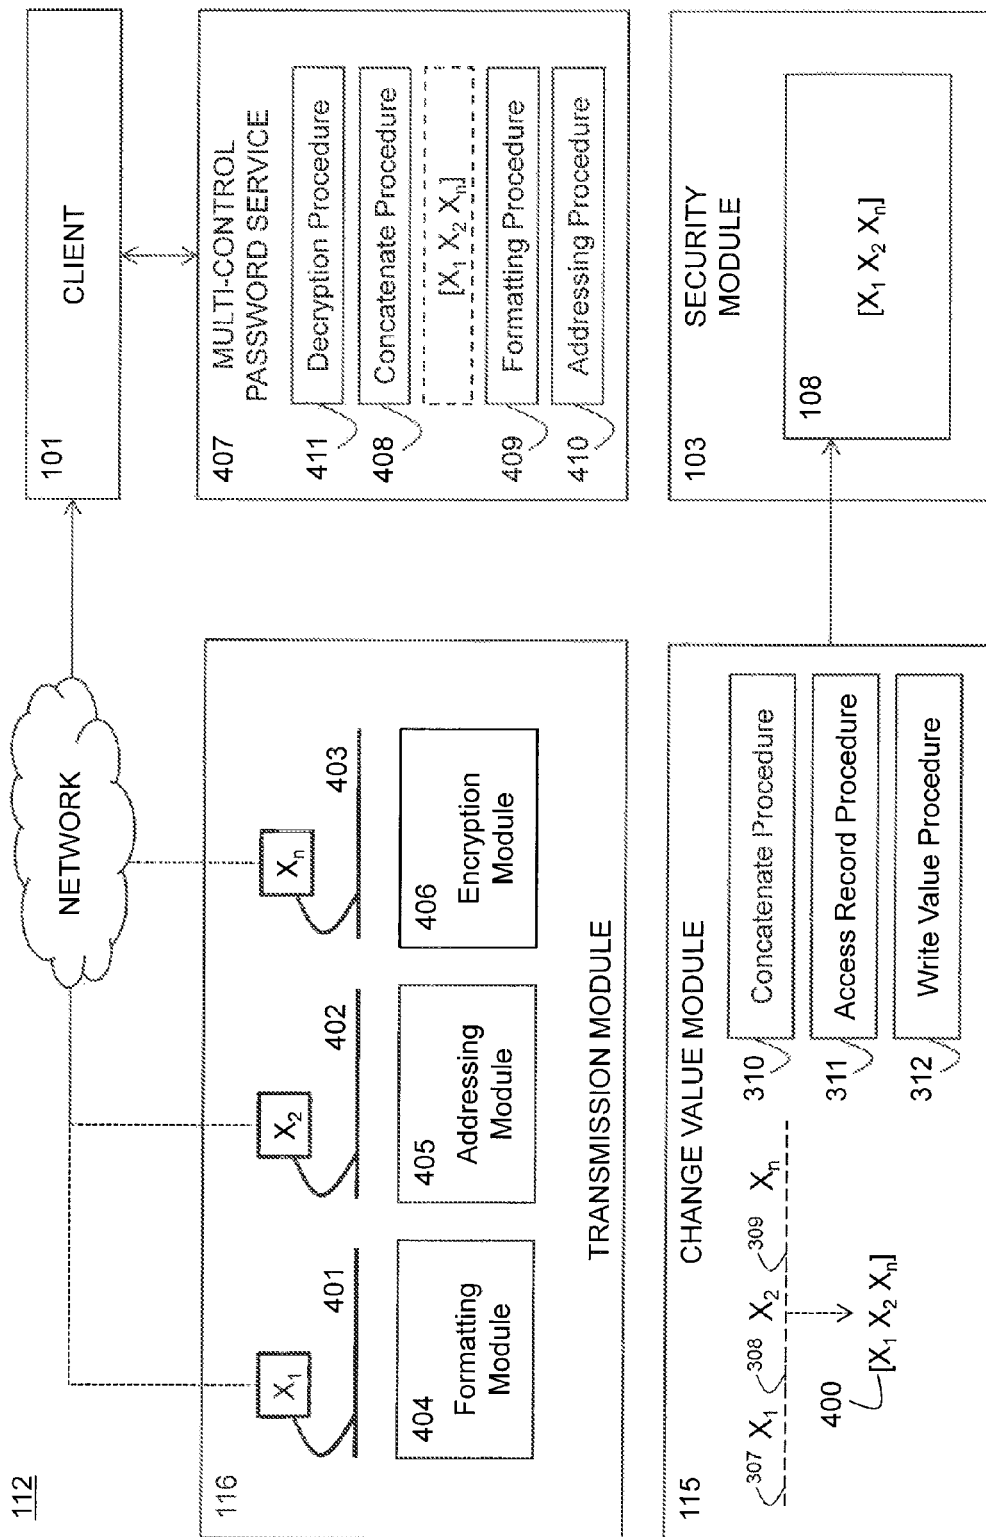 112
NETWORK
101
CLIENT
116
X1
X2
Xn
401
402
403
404
Formatting
Module
405
Addressing
Module
406
Encryption
Module
TRANSMISSION MODULE
407
MULTI-CONTROL
PASSWORD SERVICE
411
Decryption Procedure
408
Concatenate Procedure
[X1 X2 Xn]
409
Formatting Procedure
410
Addressing Procedure
115
CHANGE VALUE MODULE
307 X1 308 X2 309 Xn
400
[X1 X2 Xn]
310
Concatenate Procedure
311
Access Record Procedure
312
Write Value Procedure
103
SECURITY
MODULE
108
[X1 X2 Xn]